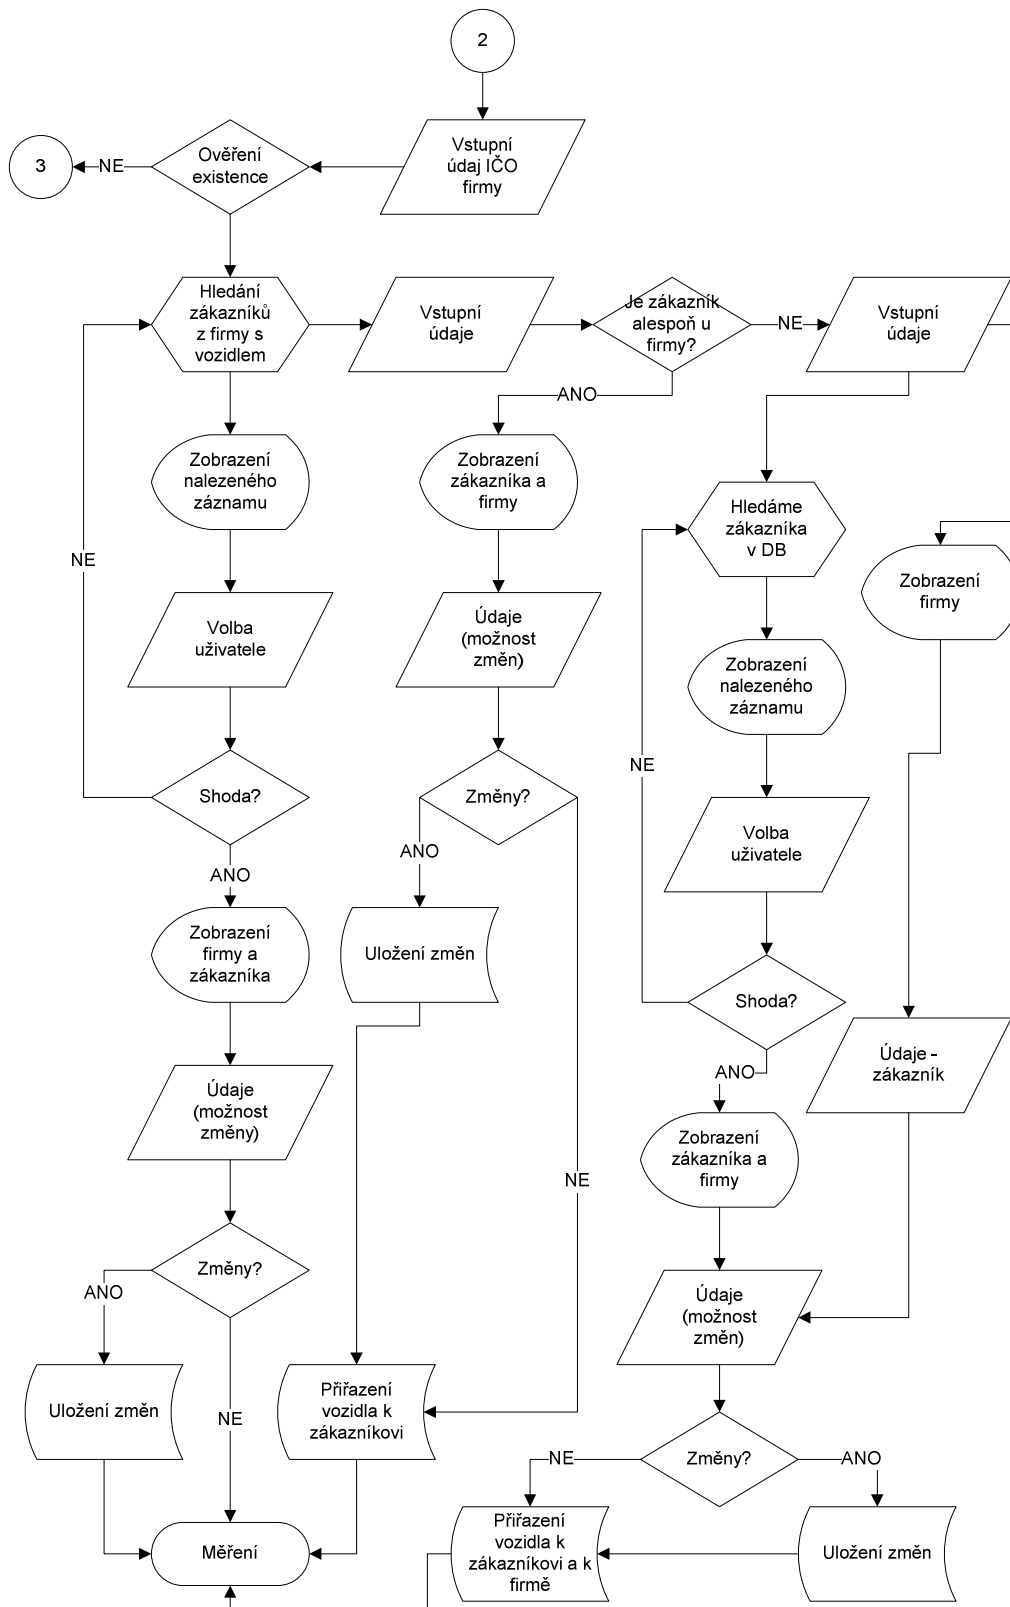 2
Vstupní
údaj IČO
firmy
Ověření
existence
NE
3
Hledání
zákazníků
z firmy s
vozidlem
Vstupní
údaje
Je zákazník
alespoň u
firmy?
NE
Vstupní
údaje
ANO
Zobrazení
nalezeného
záznamu
Zobrazení
zákazníka a
firmy
Hledáme
zákazníka
v DB
NE
Zobrazení
firmy
Volba
uživatele
Údaje
(možnost
změn)
Zobrazení
nalezeného
záznamu
NE
Shoda?
Změny?
Volba
uživatele
ANO
ANO
Zobrazení
firmy a
zákazníka
Uložení změn
Shoda?
Údaje -
zákazník
ANO
Údaje
(možnost
změny)
Zobrazení
zákazníka a
firmy
NE
Změny?
ANO
Údaje
(možnost
změn)
Uložení změn
NE
Přiřazení
vozidla k
zákazníkovi
Změny?
NE
ANO
Měření
Přiřazení
vozidla k
zákazníkovi a k
firmě
Uložení změn